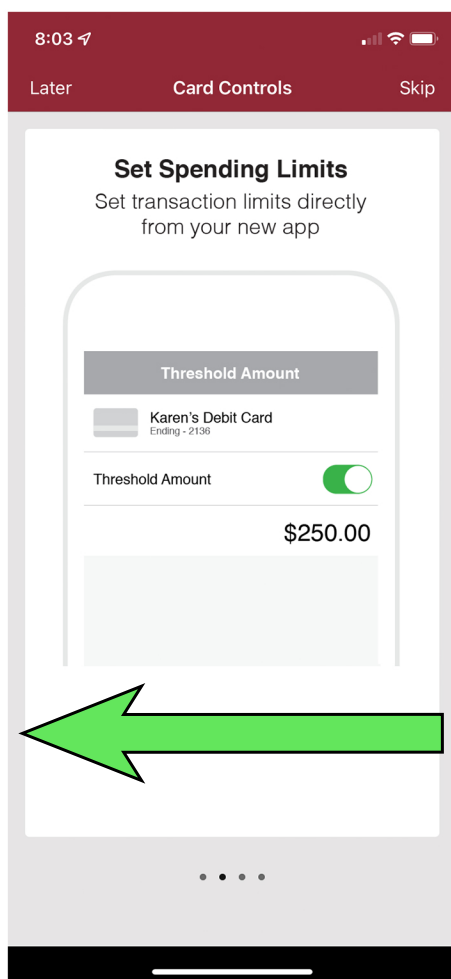 8:03
Later Card Controls Skip
Set Spending Limits
Set transaction limits directly
from your new app
Threshold Amount
Karen's Debit Card
Ending - 2136
Threshold Amount
$250.00